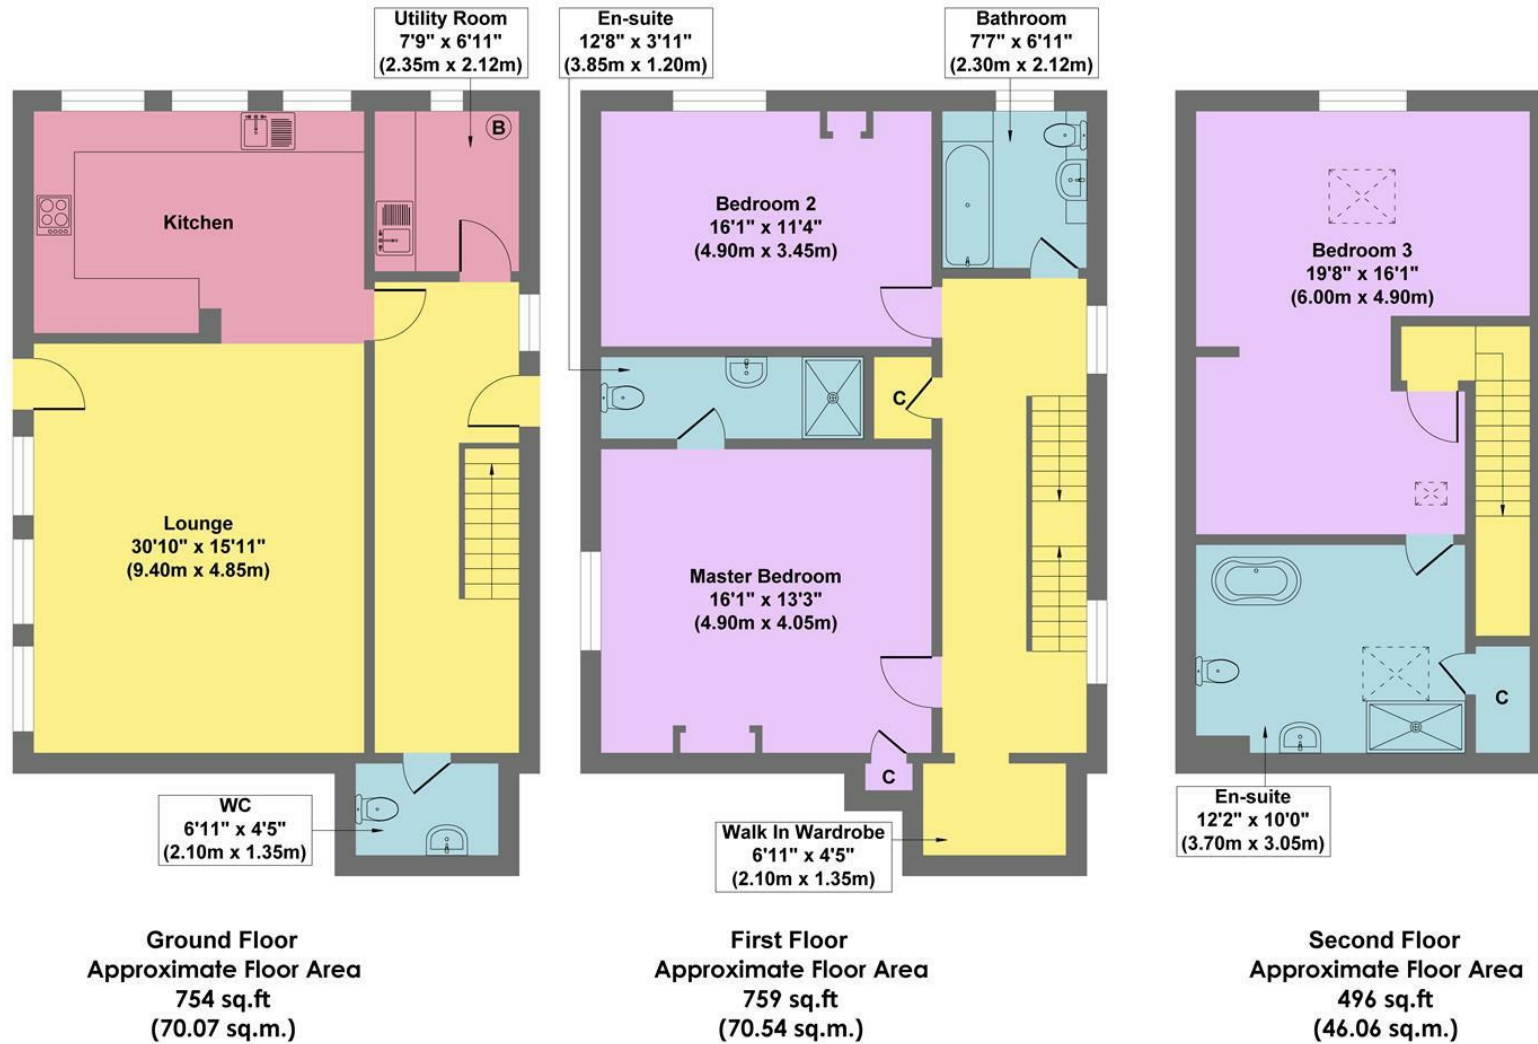 Utility Room
7'9" x 6'11"
(2.35m x 2.12m)
B
Kitchen
Lounge
30'10" x 15'11"
(9.40m x 4.85m)
WC
6'11" x 4'5"
(2.10m x 1.35m)
Ground Floor
Approximate Floor Area
754 sq.ft
(70.07 sq.m.)
En-suite
12'8" x 3'11"
(3.85m x 1.20m)
Bathroom
7'7" x 6'11"
(2.30m x 2.12m)
Bedroom 2
16'1" x 11'4"
(4.90m x 3.45m)
C
Master Bedroom
16'1" x 13'3"
(4.90m x 4.05m)
C
Walk In Wardrobe
6'11" x 4'5"
(2.10m x 1.35m)
First Floor
Approximate Floor Area
759 sq.ft
(70.54 sq.m.)
Bedroom 3
19'8" x 16'1"
(6.00m x 4.90m)
C
En-suite
12'2" x 10'0"
(3.70m x 3.05m)
Second Floor
Approximate Floor Area
496 sq.ft
(46.06 sq.m.)